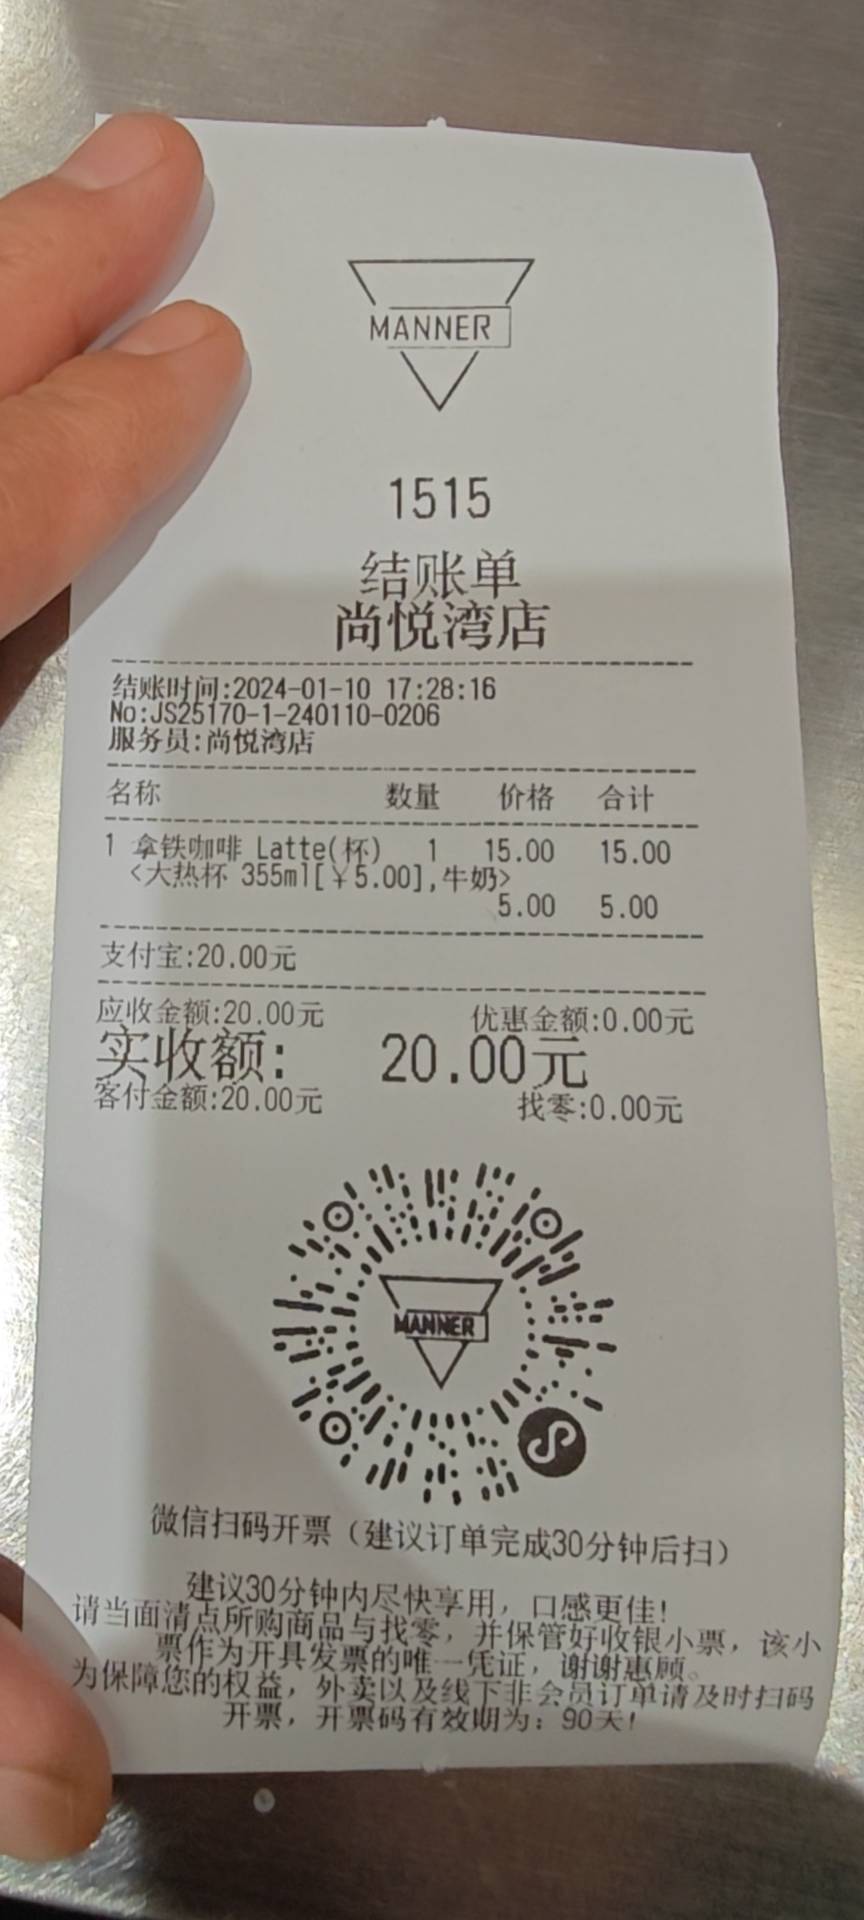 MANNER
1515
结账单
尚悦湾店
结账时间:2024-01-10 17:28:16
No:JS25170-1-240110-0206
服务员:尚悦湾店
名称 数量 价格 合计
1 拿铁咖啡 Latte(杯) 1 15.00 15.00
<大热杯 355ml[¥5.00],牛奶>
5.00 5.00
支付宝:20.00元
应收金额:20.00元 优惠金额:0.00元
实收额: 20.00元
客付金额:20.00元 找零:0.00元
MANNER
微信扫码开票（建议订单完成30分钟后扫）
建议30分钟内尽快享用，口感更佳!
请当面清点所购商品与找零，并保管好收银小票，该小
票作为开具发票的唯一凭证，谢谢惠顾。
为保障您的权益，外卖以及线下非会员订单请及时扫码
开票，开票码有效期为：90天!